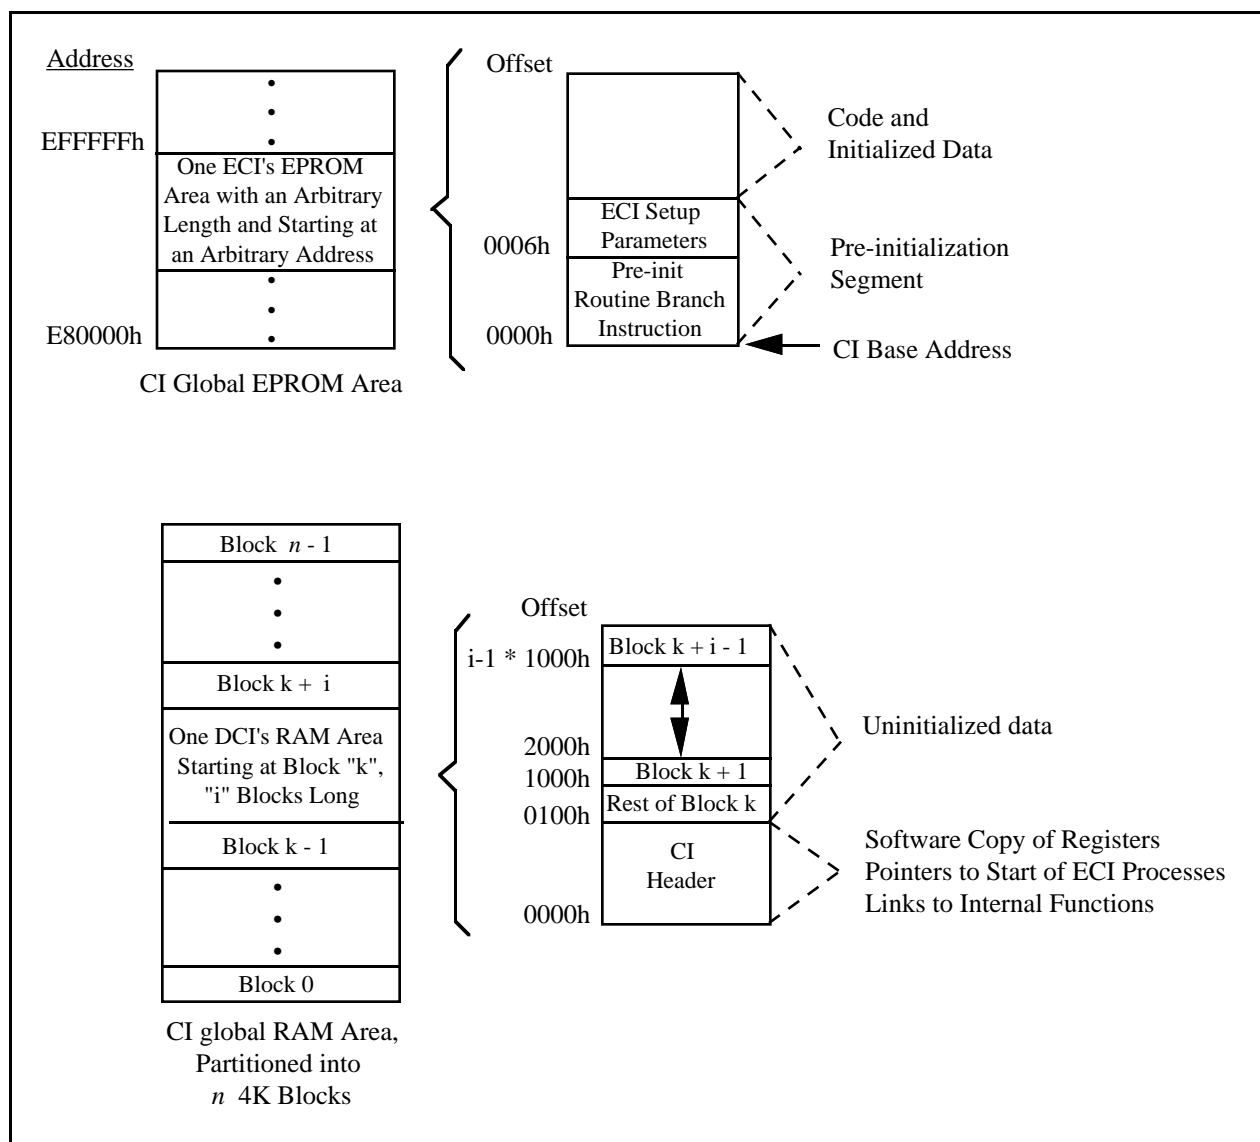 Address
EFFFFFh
One ECI's EPROM
Area with an Arbitrary
Length and Starting at
an Arbitrary Address
E80000h
CI Global EPROM Area
Offset
0006h
0000h
ECI Setup
Parameters
Pre-init
Routine Branch
Instruction
Code and
Initialized Data
Pre-initialization
Segment
CI Base Address
Block n - 1
Block k + i
One DCI's RAM Area
Starting at Block "k",
"i" Blocks Long
Block k - 1
Block 0
CI global RAM Area,
Partitioned into
n 4K Blocks
Offset
i-1 * 1000h
2000h
1000h
0100h
0000h
Block k + i - 1
Block k + 1
Rest of Block k
CI
Header
Uninitialized data
Software Copy of Registers
Pointers to Start of ECI Processes
Links to Internal Functions